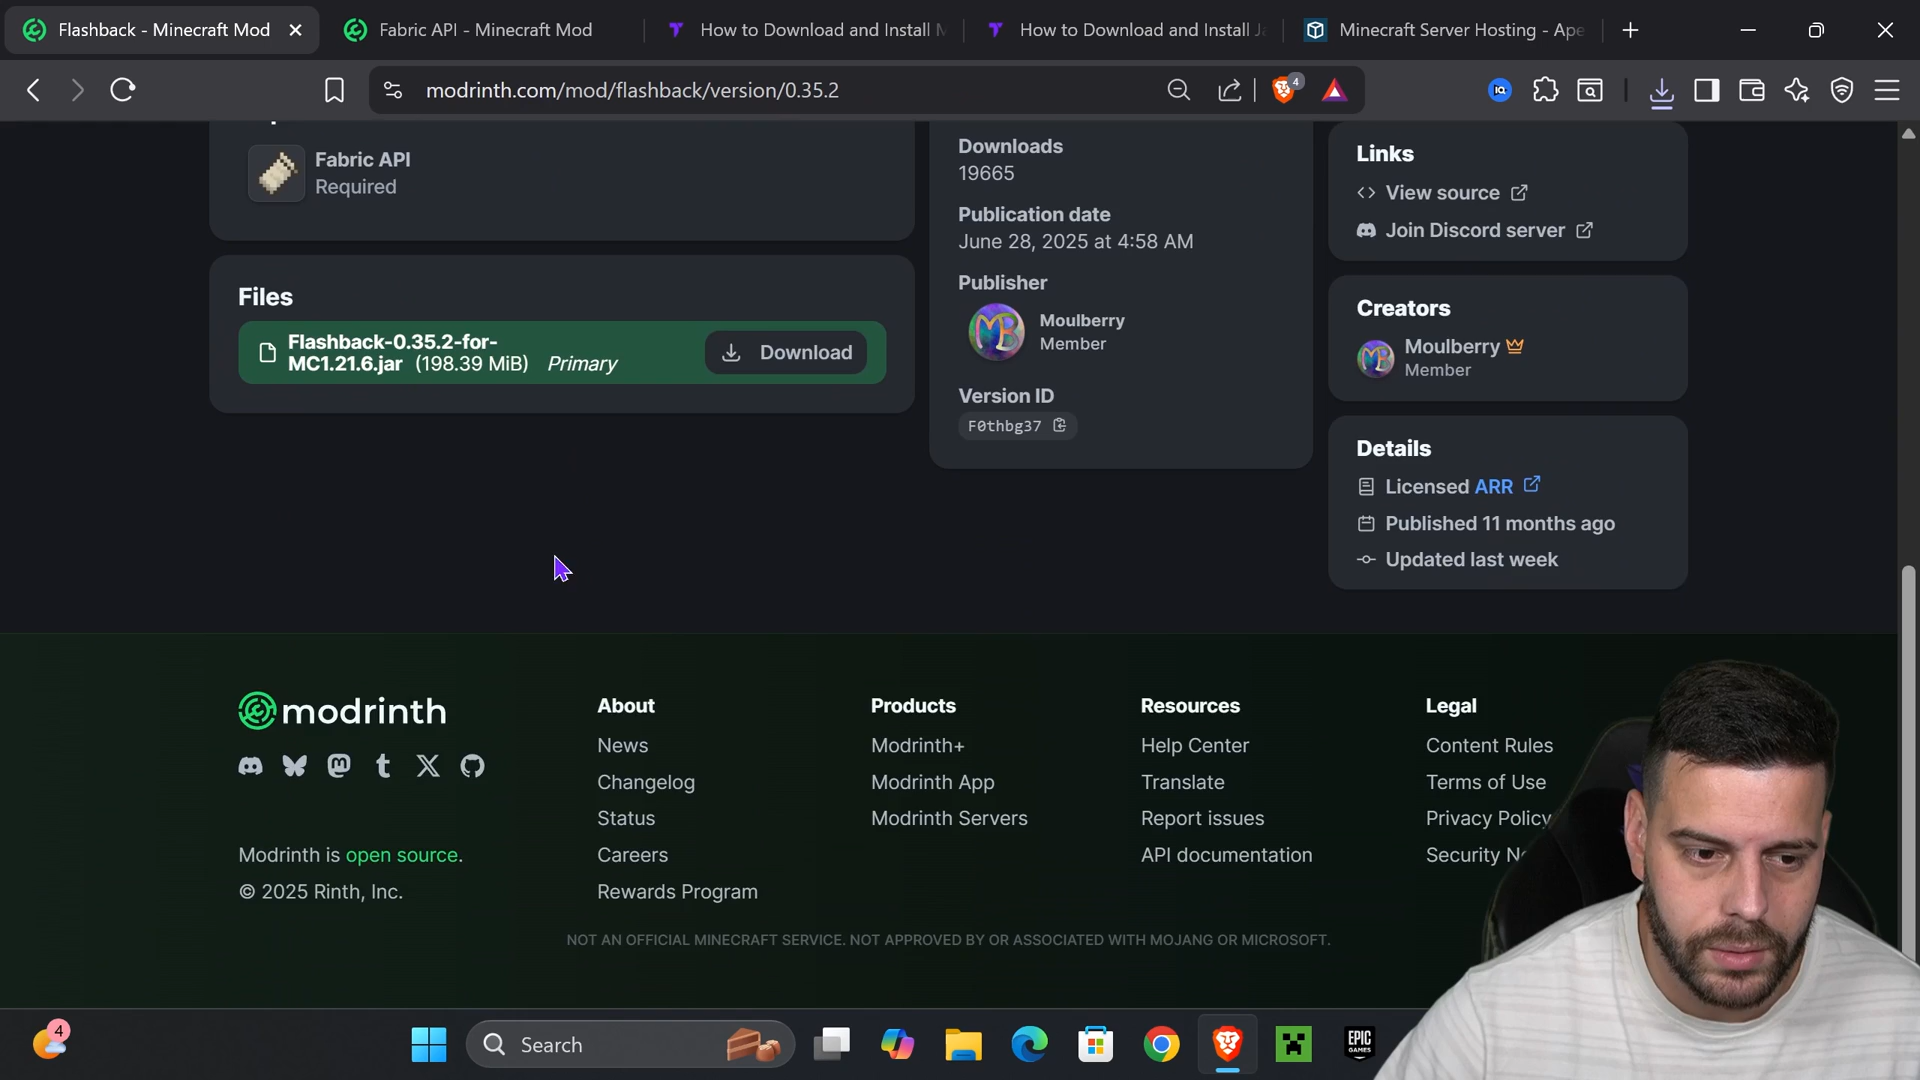 Flashback - Minecraft Mod
Fabric API - Minecraft Mod
How to Download and Install M
How to Download and Install Ja
Minecraft Server Hosting - Ape
modrinth.com/mod/flashback/version/0.35.2
4
Fabric API
Required
Files
Flashback-0.35.2-for-
MC1.21.6.jar (198.39 MiB) Primary
Download
Downloads
19665
Publication date
June 28, 2025 at 4:58 AM
Publisher
Moulberry
Member
Version ID
F0thbg37
Links
View source
Join Discord server
Creators
Moulberry
Member
Details
Licensed ARR
Published 11 months ago
Updated last week
modrinth
Modrinth is open source.
© 2025 Rinth, Inc.
About
News
Changelog
Status
Careers
Rewards Program
Products
Modrinth+
Modrinth App
Modrinth Servers
Resources
Help Center
Translate
Report issues
API documentation
Legal
Content Rules
Terms of Use
Privacy Policy
Security
NOT AN OFFICIAL MINECRAFT SERVICE. NOT APPROVED BY OR ASSOCIATED WITH MOJANG OR MICROSOFT.
4
Search
EPIC
GAMES